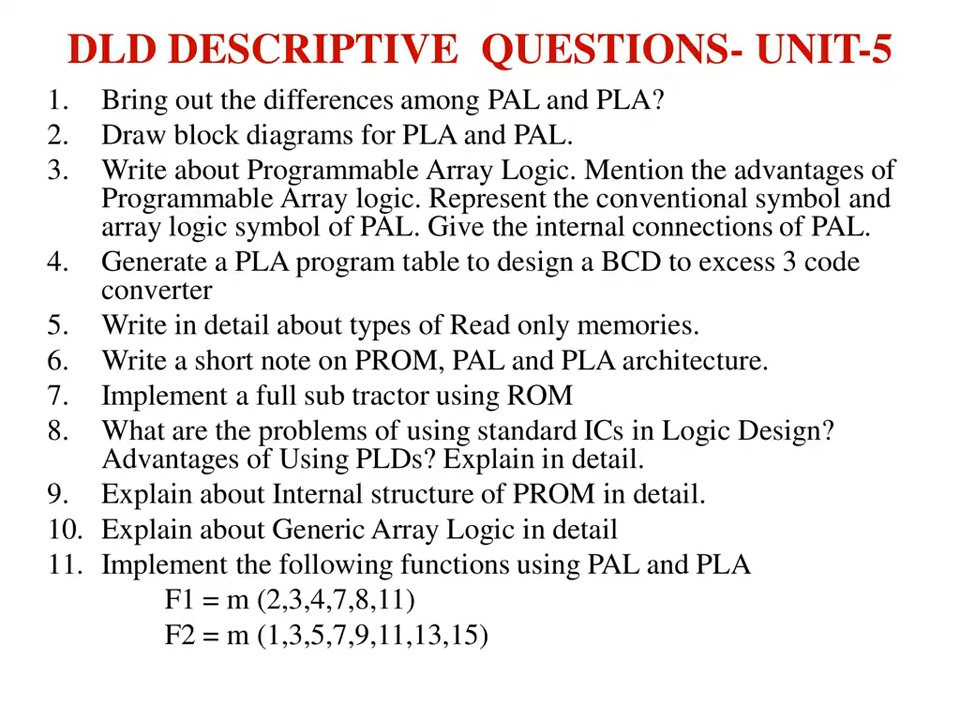 DLD DESCRIPTIVE QUESTIONS- UNIT-5
1. Bring out the differences among PAL and PLA?
2. Draw block diagrams for PLA and PAL.
3. Write about Programmable Array Logic. Mention the advantages of
Programmable Array logic. Represent the conventional symbol and
array logic symbol of PAL. Give the internal connections of PAL.
4. Generate a PLA program table to design a BCD to excess 3 code
converter
5. Write in detail about types of Read only memories.
6. Write a short note on PROM, PAL and PLA architecture.
7. Implement a full sub tractor using ROM
8. What are the problems of using standard ICs in Logic Design?
Advantages of Using PLDs? Explain in detail.
9. Explain about Internal structure of PROM in detail.
10. Explain about Generic Array Logic in detail
11. Implement the following functions using PAL and PLA
F1 = m (2,3,4,7,8,11)
F2 = m (1,3,5,7,9,11,13,15)